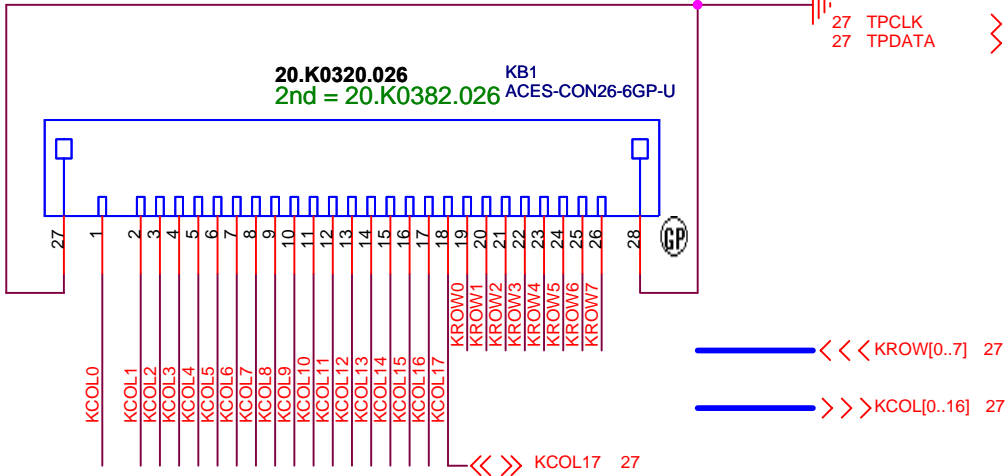 27 TPCLK
27 TPDATA
20.K0320.026
2nd = 20.K0382.026
KB1
ACES-CON26-6GP-U
27 1 2 3 4 5 6 7 8 9 10 11 12 13 14 15 16 17 18 19 20 21 22 23 24 25 26 28
GP
KROW0 KROW1 KROW2 KROW3 KROW4 KROW5 KROW6 KROW7
KCOL0 KCOL1 KCOL2 KCOL3 KCOL4 KCOL5 KCOL6 KCOL7 KCOL8 KCOL9 KCOL10 KCOL11 KCOL12 KCOL13 KCOL14 KCOL15 KCOL16 KCOL17
KROW[0..7] 27
KCOL[0..16] 27
KCOL17 27